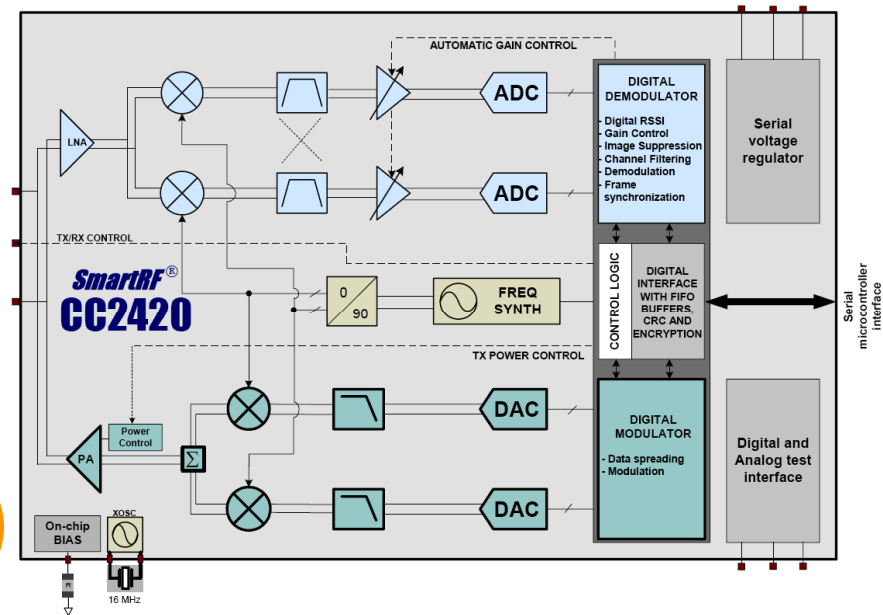 AUTOMATIC GAIN CONTROL
LNA
ADC
ADC
DIGITAL
DEMODULATOR
- Digital RSSI
- Gain Control
- Image Suppression
- Channel Filtering
- Demodulation
- Frame
synchronization
Serial
voltage
regulator
TX/RX CONTROL
SmartRF®
CC2420
0
90
FREQ
SYNTH
CONTROL LOGIC
DIGITAL
INTERFACE
WITH FIFO
BUFFERS,
CRC AND
ENCRYPTION
Serial
microcontroller
interface
TX POWER CONTROL
Power
Control
PA
Σ
DAC
DAC
DIGITAL
MODULATOR
- Data spreading
- Modulation
Digital and
Analog test
interface
On-chip
BIAS
XOSC
R
16 MHz